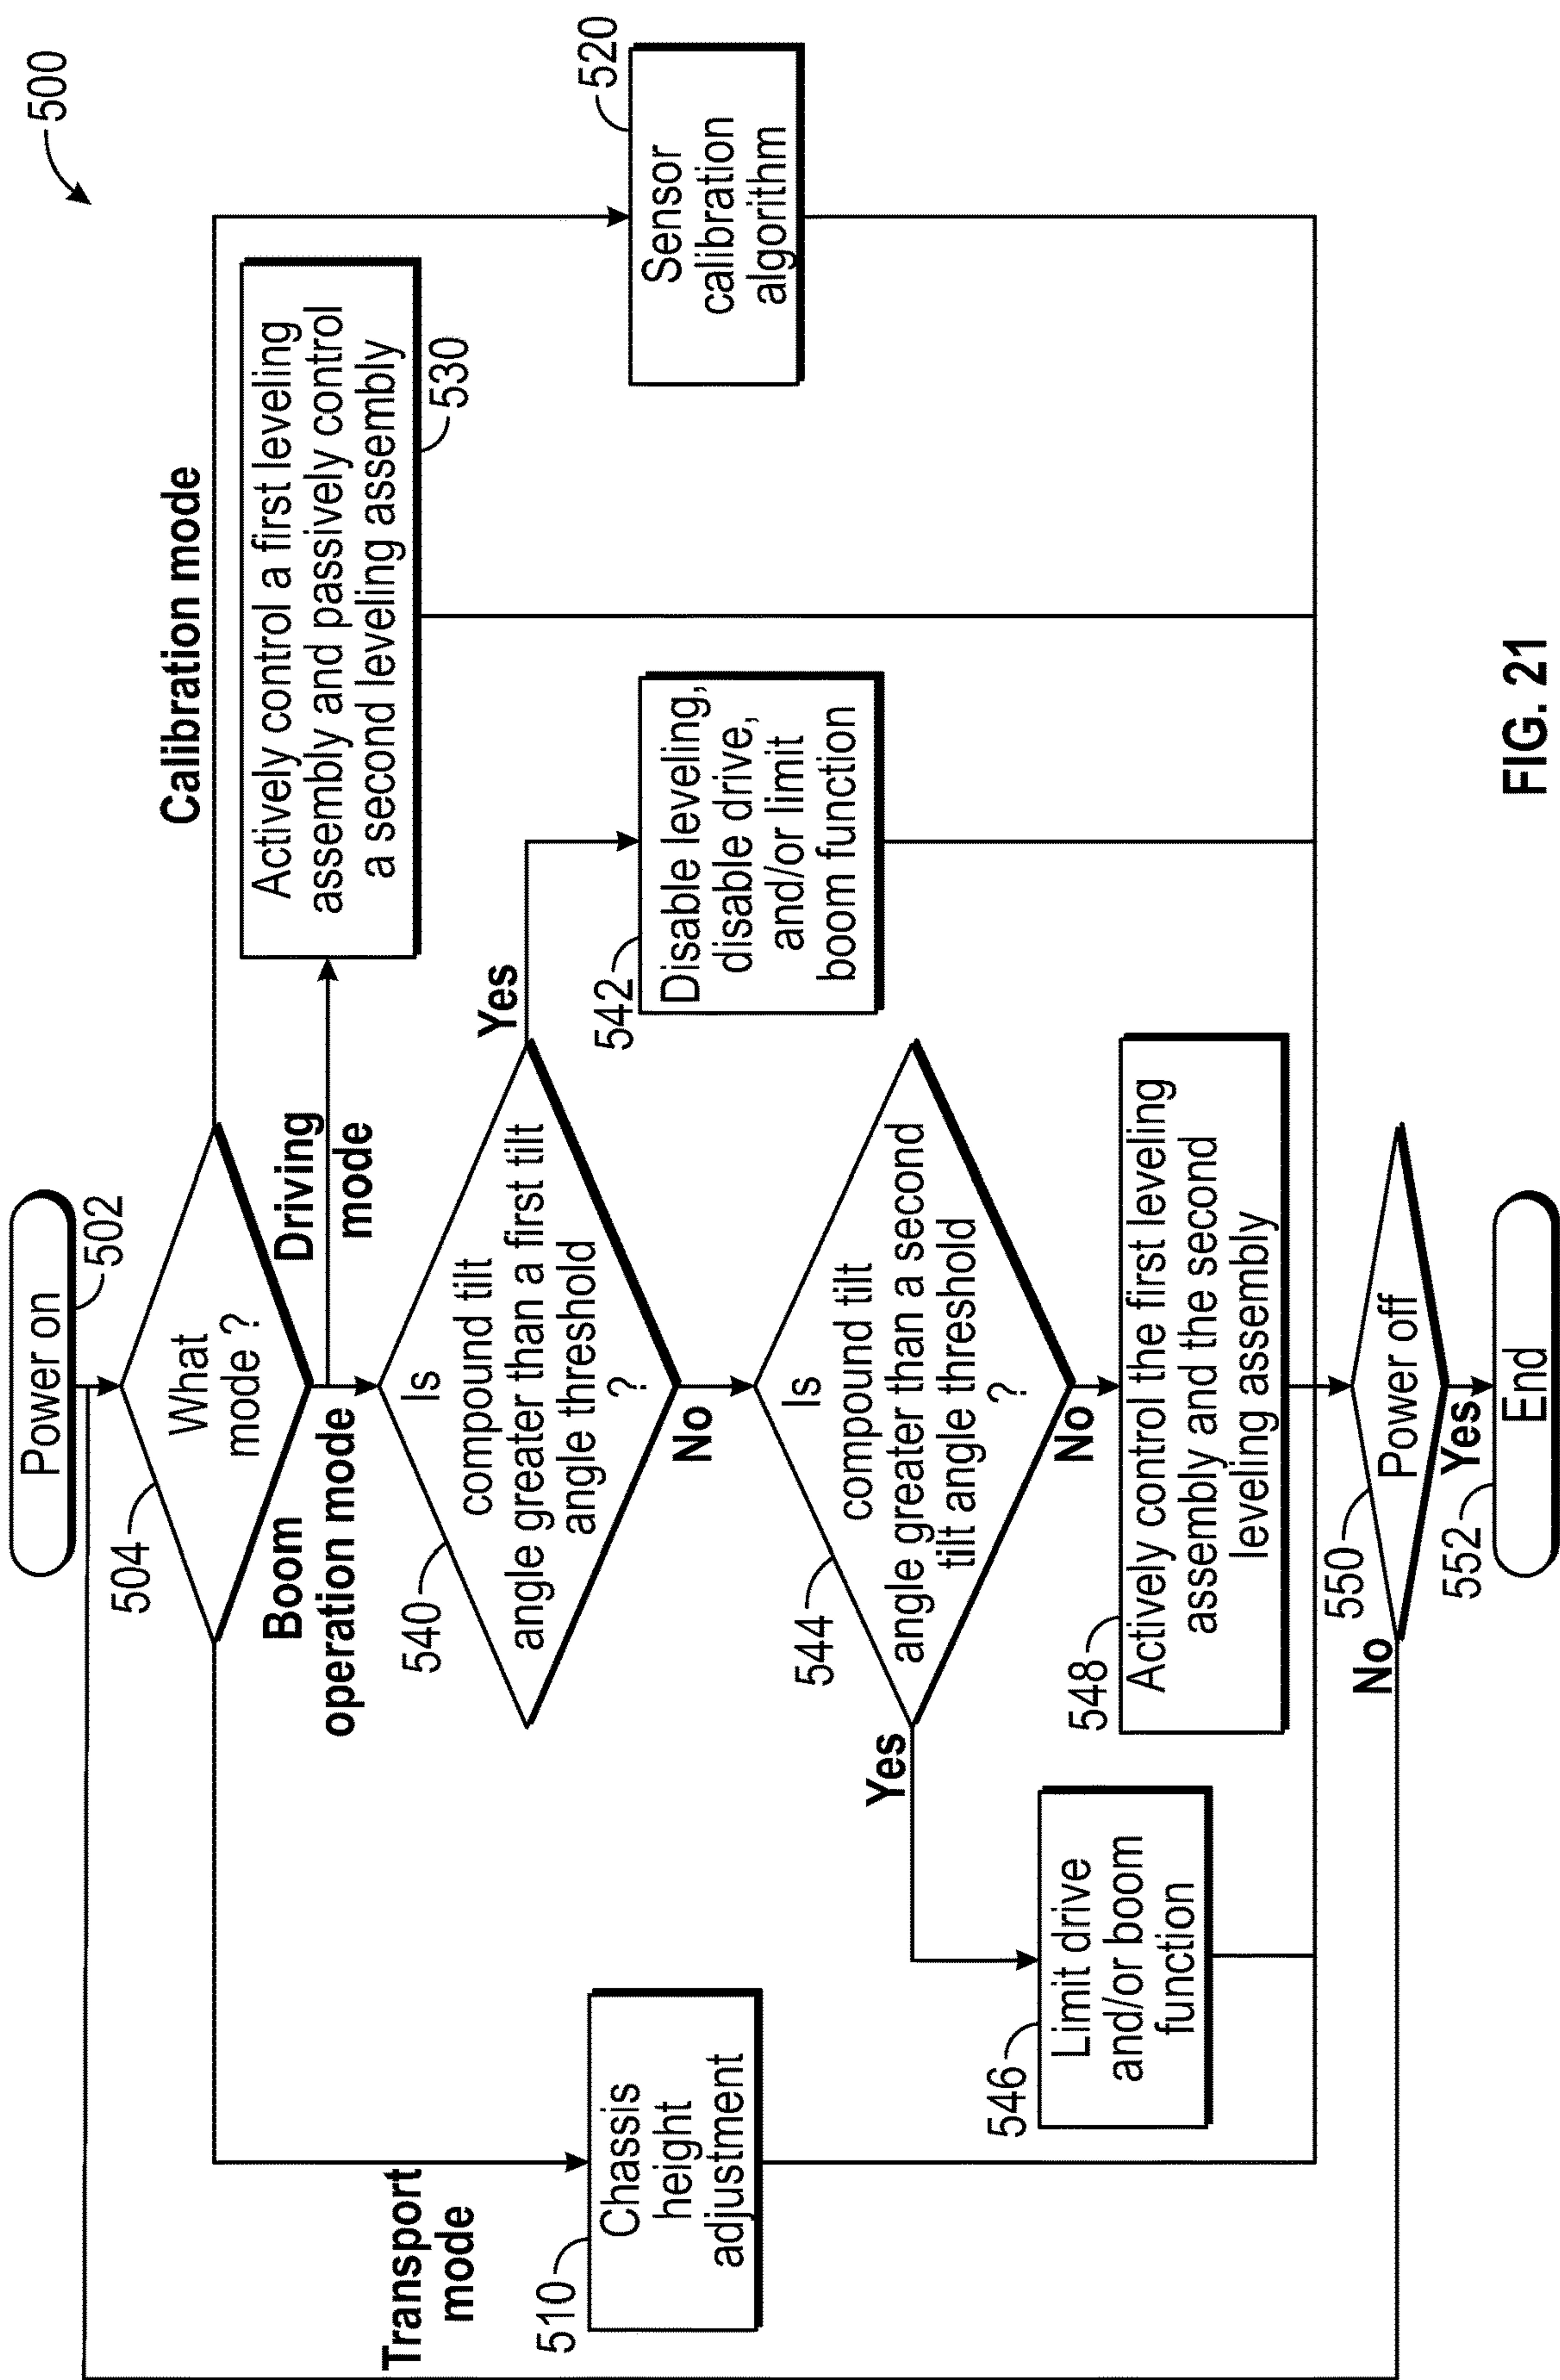 500
Power on
502
504
What
mode ?
Calibration mode
Driving
mode
Boom
operation mode
Transport
mode
Actively control a first leveling
assembly and passively control
a second leveling assembly
530
Sensor
calibration
algorithm
520
540
Is
compound tilt
angle greater than a first tilt
angle threshold
?
Yes
No
542
Disable leveling,
disable drive,
and/or limit
boom function
544
Is
compound tilt
angle greater than a second
tilt angle threshold
?
Yes
No
510
Chassis
height
adjustment
546
Limit drive
and/or boom
function
548
Actively control the first leveling
assembly and the second
leveling assembly
550
Power off
No
Yes
552
End
FIG. 21